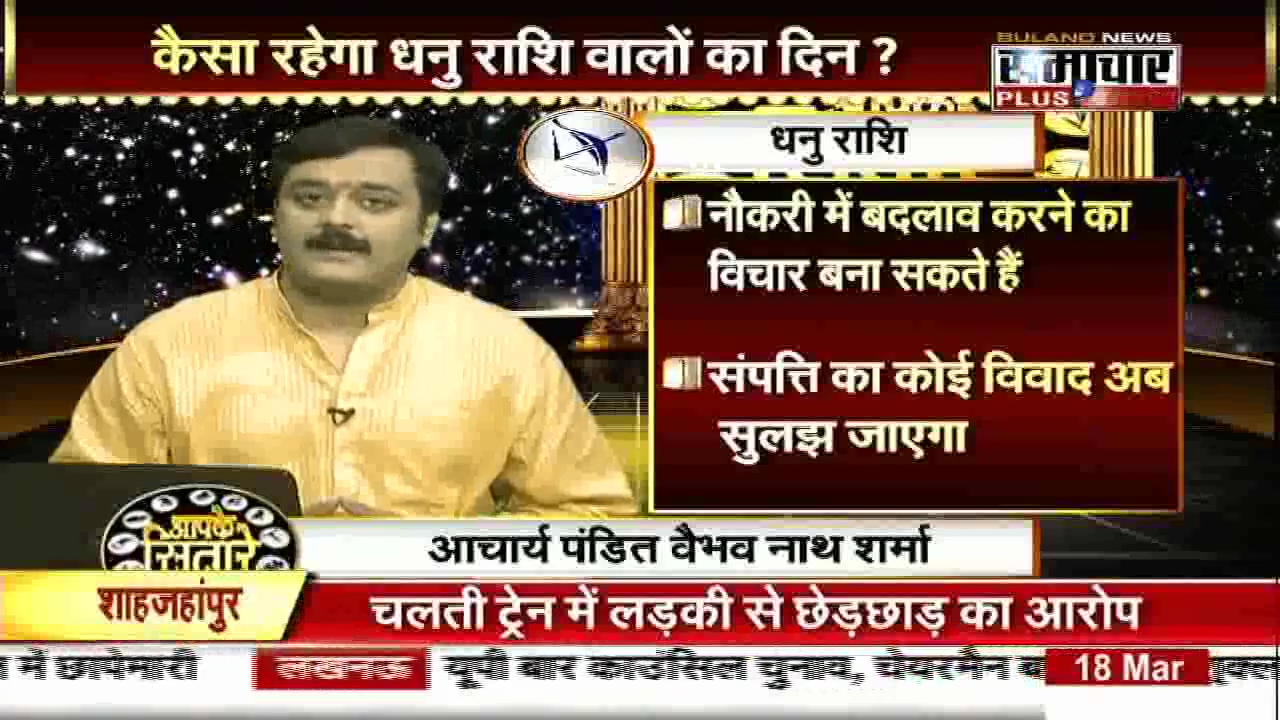 कैसा रहेगा धनु राशि वालों का दिन ?
BULAND NEWS
समाचार
PLUS
धनु राशि
नौकरी में बदलाव करने का
विचार बना सकते हैं
संपत्ति का कोई विवाद अब
सुलझ जाएगा
आपके
सितारे
आचार्य पंडित वैभव नाथ शर्मा
शाहजहांपुर
चलती ट्रेन में लड़की से छेड़छाड़ का आरोप
में छापेमारी लखनऊ यूपी बार काउंसिल चुनाव, चेयरमैन 18 Mar